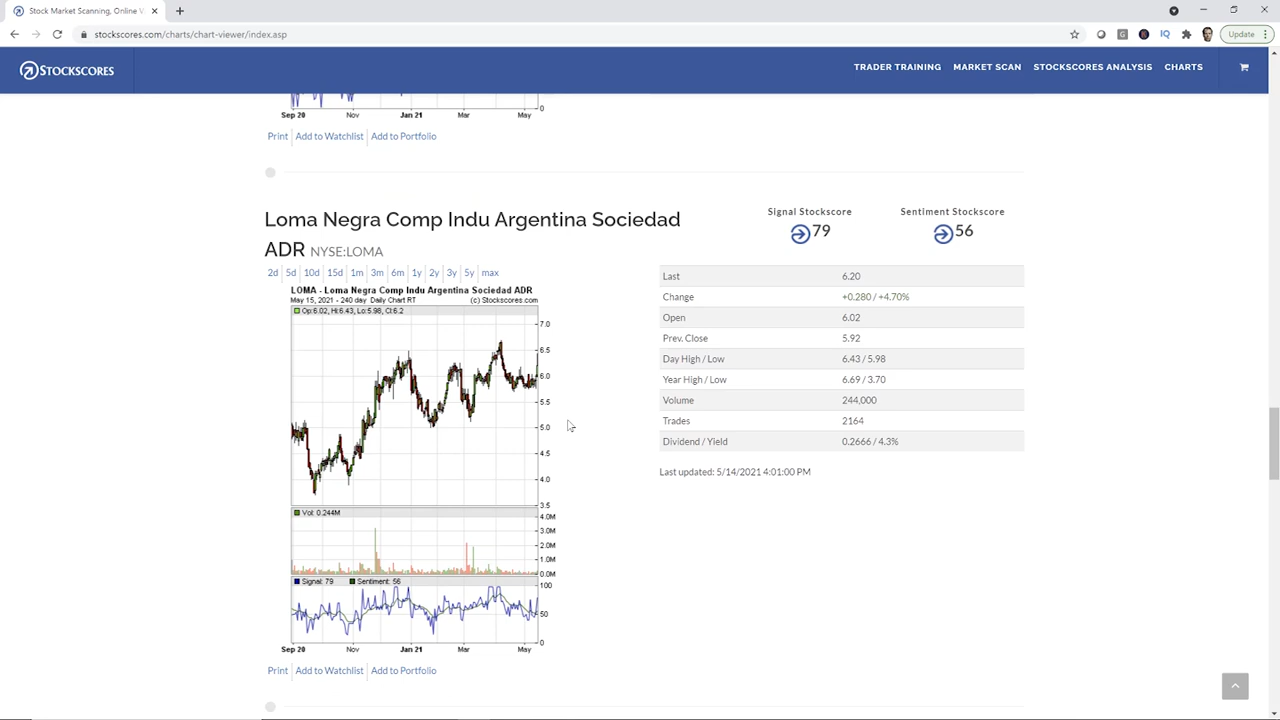 Stock Market Scanning, Online V
stockscores.com/charts/chart-viewer/index.asp
IQ
Update
STOCKSCORES
TRADER TRAINING MARKET SCAN STOCKSCORES ANALYSIS CHARTS
0
Sep 20 Nov Jan 21 Mar May
Print Add to Watchlist Add to Portfolio
Loma Negra Comp Indu Argentina Sociedad
ADR NYSE:LOMA
Signal Stockscore
79
Sentiment Stockscore
56
2d 5d 10d 15d 1m 3m 6m 1y 2y 3y 5y max
LOMA - Loma Negra Comp Indu Argentina Sociedad ADR
May 15, 2021 - 240 day Daily Chart RT (c) Stockscores.com
Op:6.02, Hi:6.43, Lo:5.98, Cl:6.2
7.0
6.5
6.0
5.5
5.0
4.5
4.0
3.5
Vol: 0.244M
4.0M
3.0M
2.0M
1.0M
0.0M
Signal: 79 Sentiment: 56
100
50
0
Sep 20 Nov Jan 21 Mar May
Last 6.20
Change +0.280 / +4.70%
Open 6.02
Prev. Close 5.92
Day High / Low 6.43 / 5.98
Year High / Low 6.69 / 3.70
Volume 244,000
Trades 2164
Dividend / Yield 0.2666 / 4.3%
Last updated: 5/14/2021 4:01:00 PM
Print Add to Watchlist Add to Portfolio